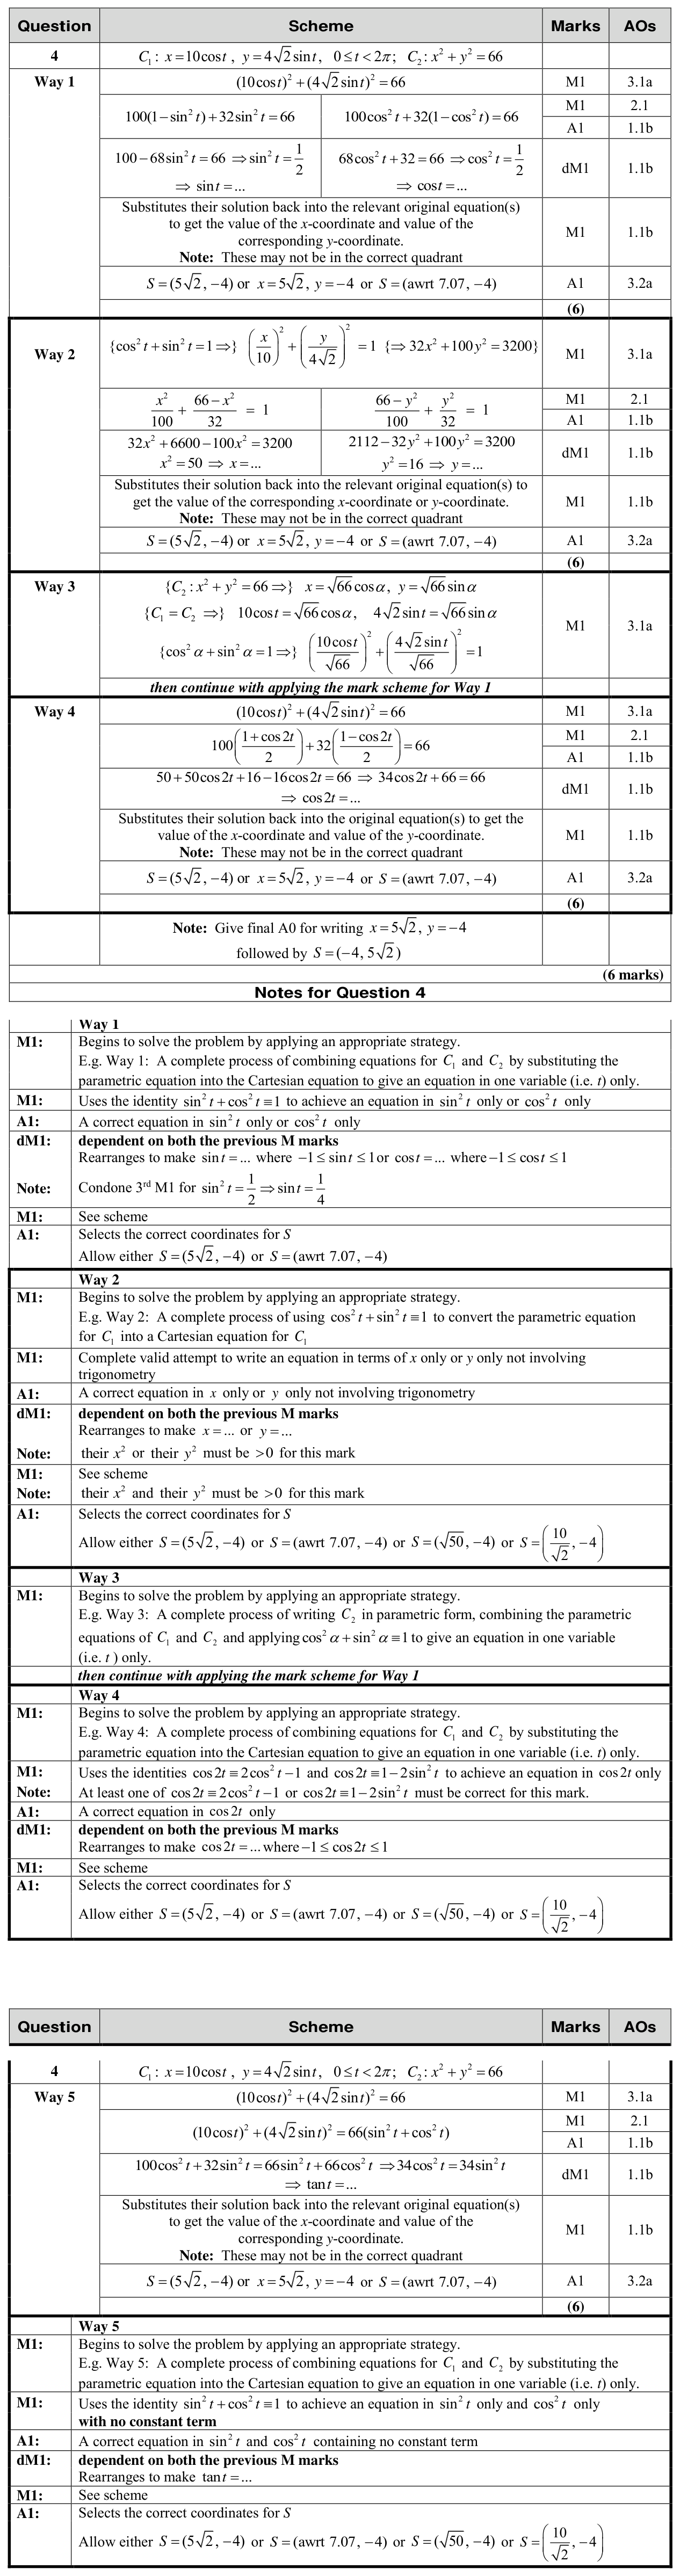 Question Scheme Marks AOs
4 C₁ : x = 10cos t , y = 4√2 sin t, 0 ≤ t < 2π; C₂ : x² + y² = 66
Way 1 (10cos t)² + (4√2 sin t)² = 66 M1 3.1a
100(1 − sin² t) + 32sin² t = 66 100cos² t + 32(1 − cos² t) = 66 M1 2.1
A1 1.1b
100 − 68sin² t = 66 ⇒ sin² t = 1/2 68cos² t + 32 = 66 ⇒ cos² t = 1/2 dM1 1.1b
⇒ sin t = ... ⇒ cos t = ...
Substitutes their solution back into the relevant original equation(s)
to get the value of the x-coordinate and value of the
corresponding y-coordinate. M1 1.1b
Note: These may not be in the correct quadrant
S = (5√2, −4) or x = 5√2, y = −4 or S = (awrt 7.07, −4) A1 3.2a
(6)
Way 2 {cos² t + sin² t = 1 ⇒} (x/10)² + (y/4√2)² = 1 {⇒ 32x² + 100y² = 3200} M1 3.1a
x²/100 + (66 − x²)/32 = 1 (66 − y²)/100 + y²/32 = 1 M1 2.1
A1 1.1b
32x² + 6600 − 100x² = 3200 2112 − 32y² + 100y² = 3200 dM1 1.1b
x² = 50 ⇒ x = ... y² = 16 ⇒ y = ...
Substitutes their solution back into the relevant original equation(s) to
get the value of the corresponding x-coordinate or y-coordinate. M1 1.1b
Note: These may not be in the correct quadrant
S = (5√2, −4) or x = 5√2, y = −4 or S = (awrt 7.07, −4) A1 3.2a
(6)
Way 3 {C₂ : x² + y² = 66 ⇒} x = √66 cos α, y = √66 sin α
{C₁ = C₂ ⇒} 10cos t = √66 cos α, 4√2 sin t = √66 sin α M1 3.1a
{cos² α + sin² α = 1 ⇒} (10cos t/√66)² + (4√2 sin t/√66)² = 1
then continue with applying the mark scheme for Way 1
Way 4 (10cos t)² + (4√2 sin t)² = 66 M1 3.1a
100((1 + cos 2t)/2) + 32((1 − cos 2t)/2) = 66 M1 2.1
A1 1.1b
50 + 50cos 2t + 16 − 16cos 2t = 66 ⇒ 34cos 2t + 66 = 66 dM1 1.1b
⇒ cos 2t = ...
Substitutes their solution back into the original equation(s) to get the
value of the x-coordinate and value of the y-coordinate. M1 1.1b
Note: These may not be in the correct quadrant
S = (5√2, −4) or x = 5√2, y = −4 or S = (awrt 7.07, −4) A1 3.2a
(6)
Note: Give final A0 for writing x = 5√2, y = −4
followed by S = (−4, 5√2)
(6 marks)
Notes for Question 4
Way 1
M1: Begins to solve the problem by applying an appropriate strategy.
E.g. Way 1: A complete process of combining equations for C₁ and C₂ by substituting the
parametric equation into the Cartesian equation to give an equation in one variable (i.e. t) only.
M1: Uses the identity sin² t + cos² t ≡ 1 to achieve an equation in sin² t only or cos² t only
A1: A correct equation in sin² t only or cos² t only
dM1: dependent on both the previous M marks
Rearranges to make sin t = ... where −1 ≤ sin t ≤ 1 or cos t = ... where −1 ≤ cos t ≤ 1
Note: Condone 3rd M1 for sin² t = 1/2 ⇒ sin t = 1/4
M1: See scheme
A1: Selects the correct coordinates for S
Allow either S = (5√2, −4) or S = (awrt 7.07, −4)
Way 2
M1: Begins to solve the problem by applying an appropriate strategy.
E.g. Way 2: A complete process of using cos² t + sin² t ≡ 1 to convert the parametric equation
for C₁ into a Cartesian equation for C₁
M1: Complete valid attempt to write an equation in terms of x only or y only not involving
trigonometry
A1: A correct equation in x only or y only not involving trigonometry
dM1: dependent on both the previous M marks
Rearranges to make x = ... or y = ...
Note: their x² or their y² must be > 0 for this mark
M1: See scheme
Note: their x² and their y² must be > 0 for this mark
A1: Selects the correct coordinates for S
Allow either S = (5√2, −4) or S = (awrt 7.07, −4) or S = (√50, −4) or S = (10/√2, −4)
Way 3
M1: Begins to solve the problem by applying an appropriate strategy.
E.g. Way 3: A complete process of writing C₂ in parametric form, combining the parametric
equations of C₁ and C₂ and applying cos² α + sin² α ≡ 1 to give an equation in one variable
(i.e. t ) only.
then continue with applying the mark scheme for Way 1
Way 4
M1: Begins to solve the problem by applying an appropriate strategy.
E.g. Way 4: A complete process of combining equations for C₁ and C₂ by substituting the
parametric equation into the Cartesian equation to give an equation in one variable (i.e. t) only.
M1: Uses the identities cos 2t ≡ 2cos² t − 1 and cos 2t ≡ 1 − 2sin² t to achieve an equation in cos 2t only
Note: At least one of cos 2t ≡ 2cos² t − 1 or cos 2t ≡ 1 − 2sin² t must be correct for this mark.
A1: A correct equation in cos 2t only
dM1: dependent on both the previous M marks
Rearranges to make cos 2t = ... where −1 ≤ cos 2t ≤ 1
M1: See scheme
A1: Selects the correct coordinates for S
Allow either S = (5√2, −4) or S = (awrt 7.07, −4) or S = (√50, −4) or S = (10/√2, −4)
Question Scheme Marks AOs
4 C₁ : x = 10cos t , y = 4√2 sin t, 0 ≤ t < 2π; C₂ : x² + y² = 66
Way 5 (10cos t)² + (4√2 sin t)² = 66 M1 3.1a
(10cos t)² + (4√2 sin t)² = 66(sin² t + cos² t) M1 2.1
A1 1.1b
100cos² t + 32sin² t = 66sin² t + 66cos² t ⇒ 34cos² t = 34sin² t dM1 1.1b
⇒ tan t = ...
Substitutes their solution back into the relevant original equation(s)
to get the value of the x-coordinate and value of the
corresponding y-coordinate. M1 1.1b
Note: These may not be in the correct quadrant
S = (5√2, −4) or x = 5√2, y = −4 or S = (awrt 7.07, −4) A1 3.2a
(6)
Way 5
M1: Begins to solve the problem by applying an appropriate strategy.
E.g. Way 5: A complete process of combining equations for C₁ and C₂ by substituting the
parametric equation into the Cartesian equation to give an equation in one variable (i.e. t) only.
M1: Uses the identity sin² t + cos² t ≡ 1 to achieve an equation in sin² t only and cos² t only
with no constant term
A1: A correct equation in sin² t and cos² t containing no constant term
dM1: dependent on both the previous M marks
Rearranges to make tan t = ...
M1: See scheme
A1: Selects the correct coordinates for S
Allow either S = (5√2, −4) or S = (awrt 7.07, −4) or S = (√50, −4) or S = (10/√2, −4)